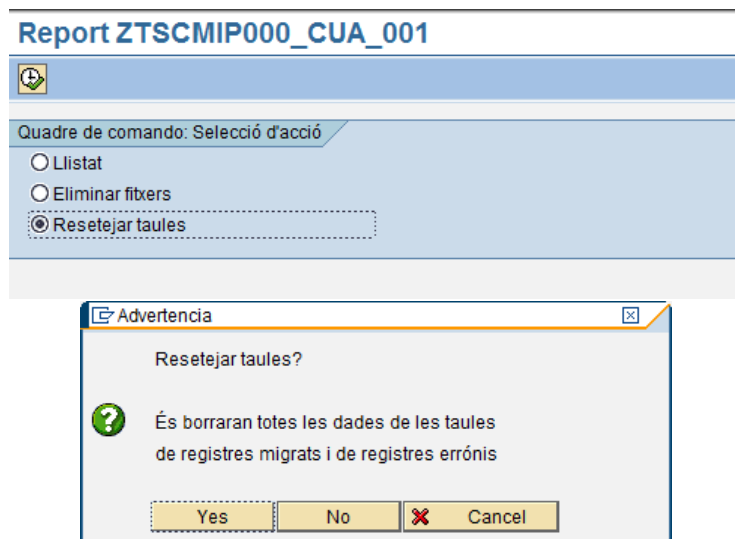 Report ZTSCMIP000_CUA_001
Quadre de comando: Selecció d'acció
Llistat
Eliminar fitxers
Resetejar taules
Advertencia
Resetejar taules?
És borraran totes les dades de les taules
de registres migrats i de registres errónis
Yes No Cancel